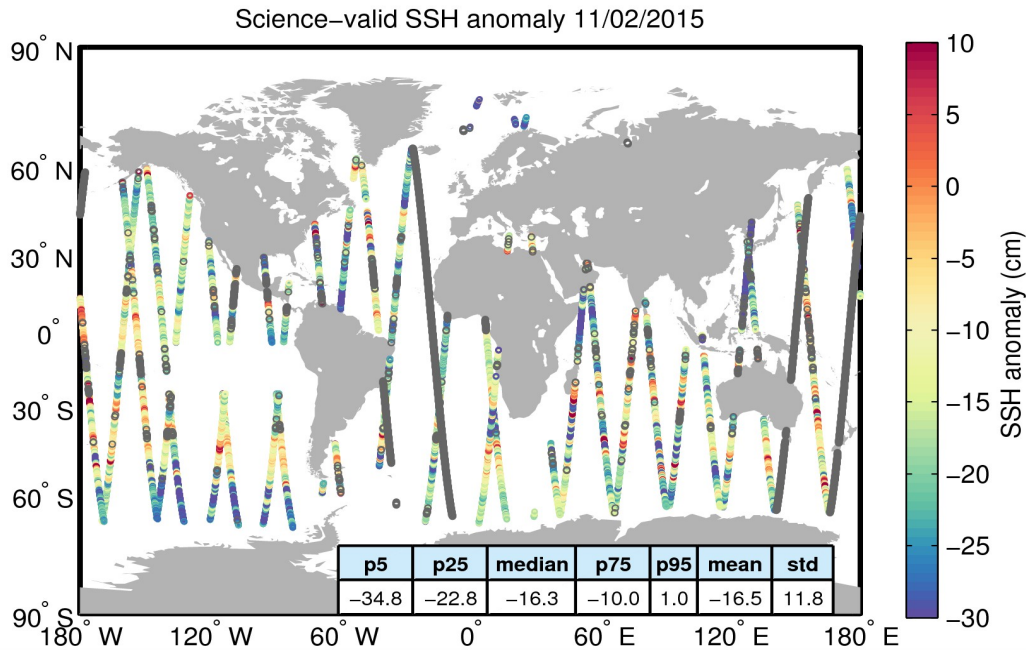 Science−valid SSH anomaly 11/02/2015
90° N
60° N
30° N
0°
30° S
60° S
90° S
180° W
120° W
60° W
0°
60° E
120° E
180° E
p5 p25 median p75 p95 mean std
−34.8 −22.8 −16.3 −10.0 1.0 −16.5 11.8
10
5
0
−5
−10
−15
−20
−25
−30
SSH anomaly (cm)